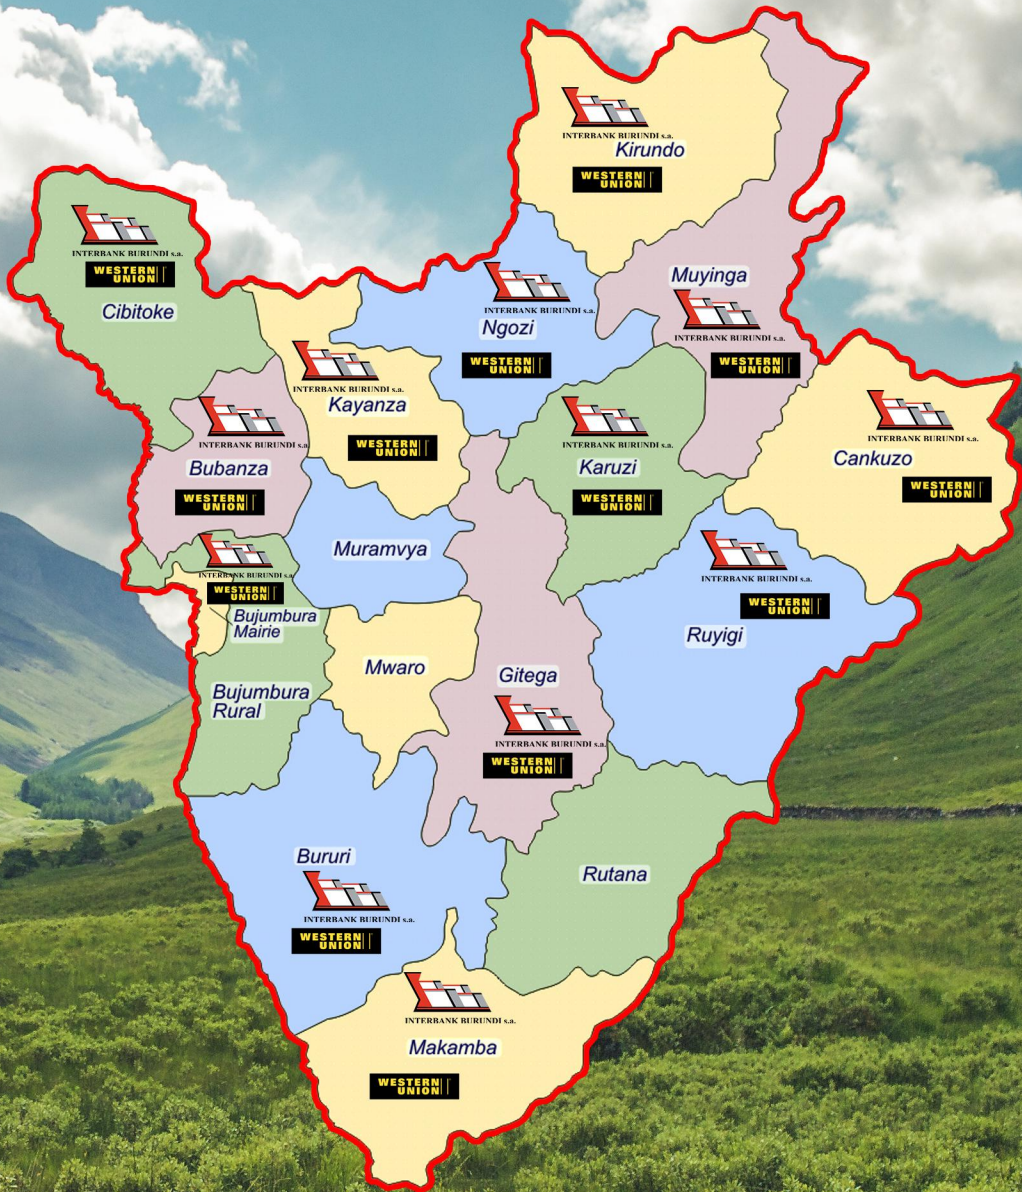 INTERBANK BURUNDI s.a.
Kirundo
WESTERN
UNION
INTERBANK BURUNDI s.a.
WESTERN
UNION
Cibitoke
Muyinga
INTERBANK BURUNDI s.a.
WESTERN
UNION
INTERBANK BURUNDI s.a.
Ngozi
WESTERN
UNION
INTERBANK BURUNDI s.a.
Kayanza
WESTERN
UNION
INTERBANK BURUNDI s.a.
Bubanza
WESTERN
UNION
INTERBANK BURUNDI s.a.
Karuzi
WESTERN
UNION
INTERBANK BURUNDI s.a.
Cankuzo
WESTERN
UNION
Muramvya
INTERBANK BURUNDI s.a.
WESTERN
UNION
Bujumbura
Mairie
INTERBANK BURUNDI s.a.
WESTERN
UNION
Ruyigi
Mwaro
Bujumbura
Rural
Gitega
INTERBANK BURUNDI s.a.
WESTERN
UNION
Bururi
INTERBANK BURUNDI s.a.
WESTERN
UNION
Rutana
INTERBANK BURUNDI s.a.
Makamba
WESTERN
UNION